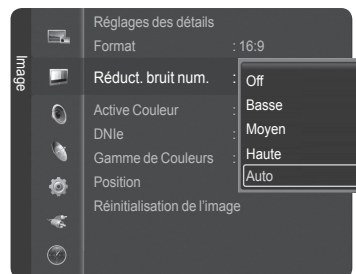 Image
Réglages des détails
Format : 16:9
Réduct. bruit num. :
Off
Basse
Moyen
Haute
Auto
Active Couleur :
DNIe :
Gamme de Couleurs :
Position
Réinitialisation de l'image